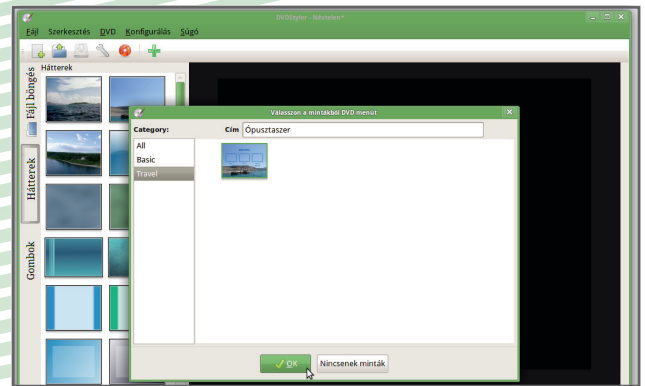 DVDStyler - Névtelen*
Fájl Szerkesztés DVD Konfigurálás Súgó
Fájl böngés
Hátterek
Gombok
Hátterek
Válasszon a mintákból DVD menüt
Category:
Cím Ópusztaszer
All
Basic
Travel
OK
Nincsenek minták